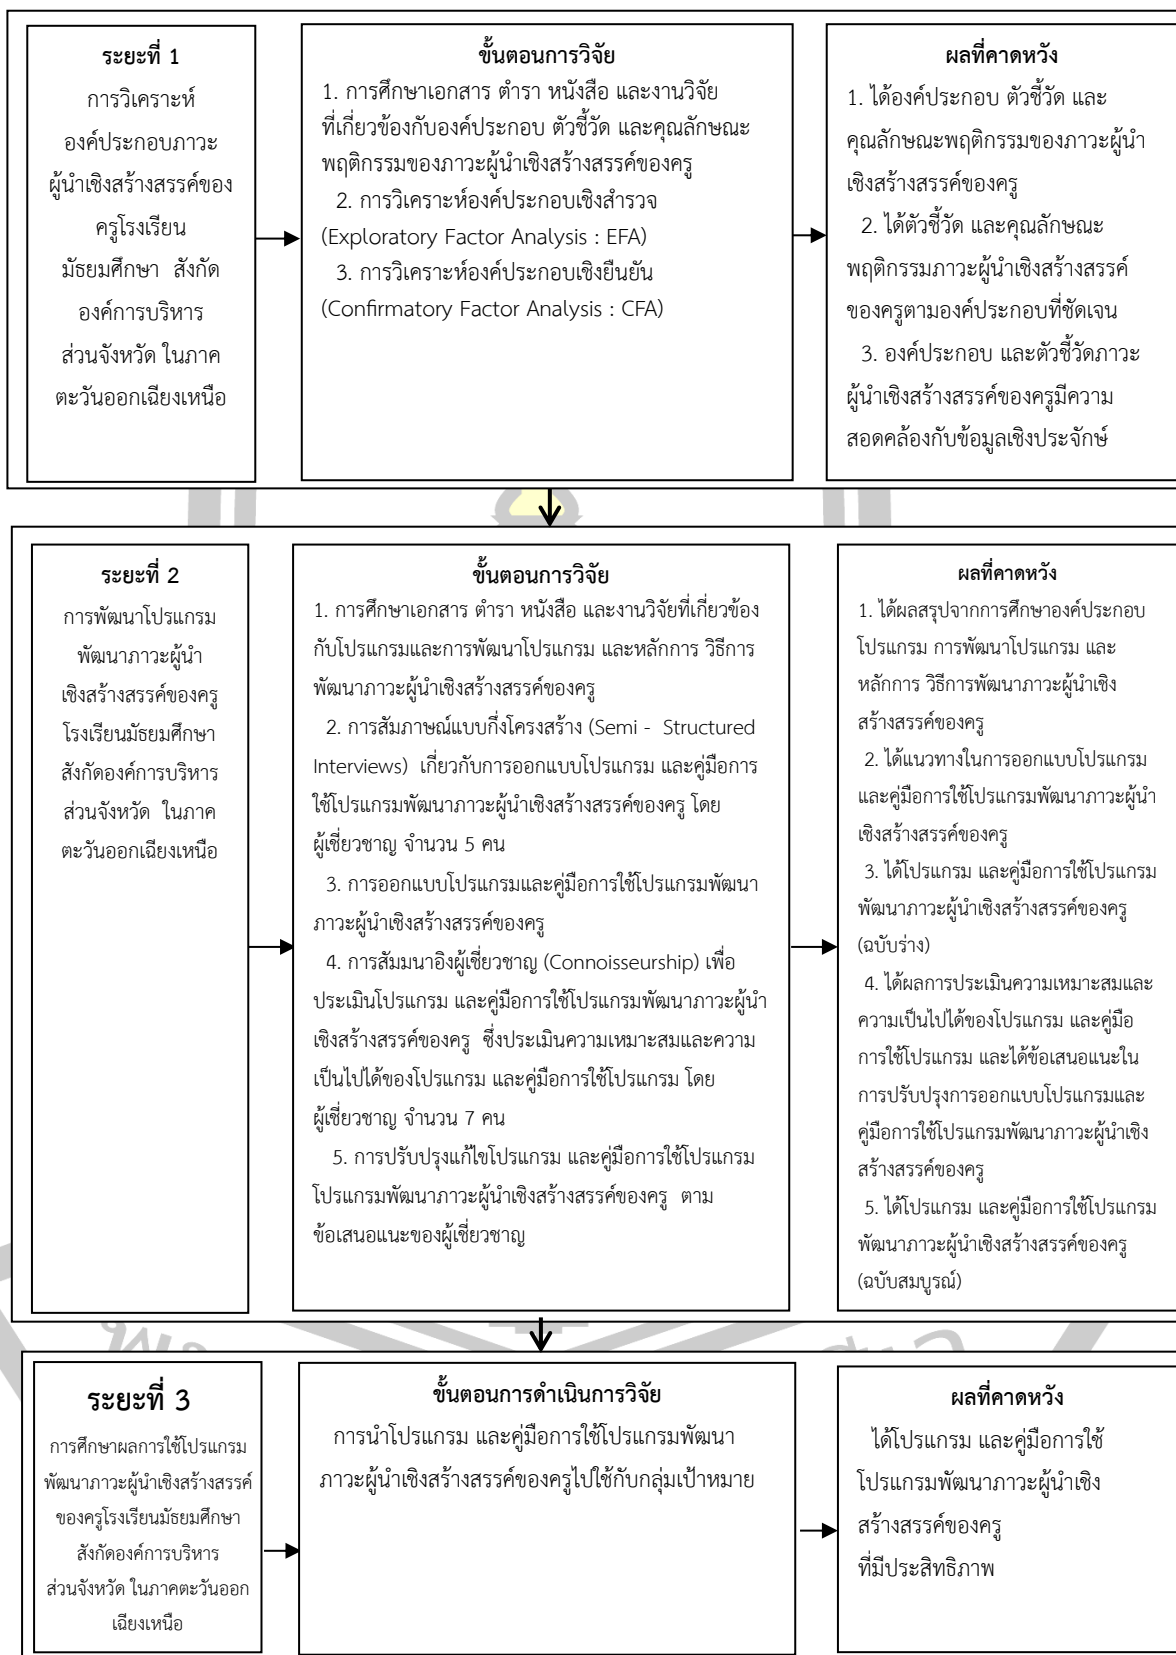 ระยะที่ 1
การวิเคราะห์
องค์ประกอบภาวะ
ผู้นำเชิงสร้างสรรค์ของ
ครูโรงเรียน
มัธยมศึกษา สังกัด
องค์การบริหาร
ส่วนจังหวัด ในภาค
ตะวันออกเฉียงเหนือ
ขั้นตอนการวิจัย
1. การศึกษาเอกสาร ตำรา หนังสือ และงานวิจัย
ที่เกี่ยวข้องกับองค์ประกอบ ตัวชี้วัด และคุณลักษณะ
พฤติกรรมของภาวะผู้นำเชิงสร้างสรรค์ของครู
2. การวิเคราะห์องค์ประกอบเชิงสำรวจ
(Exploratory Factor Analysis : EFA)
3. การวิเคราะห์องค์ประกอบเชิงยืนยัน
(Confirmatory Factor Analysis : CFA)
ผลที่คาดหวัง
1. ได้องค์ประกอบ ตัวชี้วัด และ
คุณลักษณะพฤติกรรมของภาวะผู้นำ
เชิงสร้างสรรค์ของครู
2. ได้ตัวชี้วัด และคุณลักษณะ
พฤติกรรมภาวะผู้นำเชิงสร้างสรรค์
ของครูตามองค์ประกอบที่ชัดเจน
3. องค์ประกอบ และตัวชี้วัดภาวะ
ผู้นำเชิงสร้างสรรค์ของครูมีความ
สอดคล้องกับข้อมูลเชิงประจักษ์
ระยะที่ 2
การพัฒนาโปรแกรม
พัฒนาภาวะผู้นำ
เชิงสร้างสรรค์ของครู
โรงเรียนมัธยมศึกษา
สังกัดองค์การบริหาร
ส่วนจังหวัด ในภาค
ตะวันออกเฉียงเหนือ
ขั้นตอนการวิจัย
1. การศึกษาเอกสาร ตำรา หนังสือ และงานวิจัยที่เกี่ยวข้อง
กับโปรแกรมและการพัฒนาโปรแกรม และหลักการ วิธีการ
พัฒนาภาวะผู้นำเชิงสร้างสรรค์ของครู
2. การสัมภาษณ์แบบกึ่งโครงสร้าง (Semi - Structured
Interviews) เกี่ยวกับการออกแบบโปรแกรม และคู่มือการ
ใช้โปรแกรมพัฒนาภาวะผู้นำเชิงสร้างสรรค์ของครู โดย
ผู้เชี่ยวชาญ จำนวน 5 คน
3. การออกแบบโปรแกรมและคู่มือการใช้โปรแกรมพัฒนา
ภาวะผู้นำเชิงสร้างสรรค์ของครู
4. การสัมมนาอิงผู้เชี่ยวชาญ (Connoisseurship) เพื่อ
ประเมินโปรแกรม และคู่มือการใช้โปรแกรมพัฒนาภาวะผู้นำ
เชิงสร้างสรรค์ของครู ซึ่งประเมินความเหมาะสมและความ
เป็นไปได้ของโปรแกรม และคู่มือการใช้โปรแกรม โดย
ผู้เชี่ยวชาญ จำนวน 7 คน
5. การปรับปรุงแก้ไขโปรแกรม และคู่มือการใช้โปรแกรม
โปรแกรมพัฒนาภาวะผู้นำเชิงสร้างสรรค์ของครู ตาม
ข้อเสนอแนะของผู้เชี่ยวชาญ
ผลที่คาดหวัง
1. ได้ผลสรุปจากการศึกษาองค์ประกอบ
โปรแกรม การพัฒนาโปรแกรม และ
หลักการ วิธีการพัฒนาภาวะผู้นำเชิง
สร้างสรรค์ของครู
2. ได้แนวทางในการออกแบบโปรแกรม
และคู่มือการใช้โปรแกรมพัฒนาภาวะผู้นำ
เชิงสร้างสรรค์ของครู
3. ได้โปรแกรม และคู่มือการใช้โปรแกรม
พัฒนาภาวะผู้นำเชิงสร้างสรรค์ของครู
(ฉบับร่าง)
4. ได้ผลการประเมินความเหมาะสมและ
ความเป็นไปได้ของโปรแกรม และคู่มือ
การใช้โปรแกรม และได้ข้อเสนอแนะใน
การปรับปรุงการออกแบบโปรแกรมและ
คู่มือการใช้โปรแกรมพัฒนาภาวะผู้นำเชิง
สร้างสรรค์ของครู
5. ได้โปรแกรม และคู่มือการใช้โปรแกรม
พัฒนาภาวะผู้นำเชิงสร้างสรรค์ของครู
(ฉบับสมบูรณ์)
ระยะที่ 3
การศึกษาผลการใช้โปรแกรม
พัฒนาภาวะผู้นำเชิงสร้างสรรค์
ของครูโรงเรียนมัธยมศึกษา
สังกัดองค์การบริหาร
ส่วนจังหวัด ในภาคตะวันออก
เฉียงเหนือ
ขั้นตอนการดำเนินการวิจัย
การนำโปรแกรม และคู่มือการใช้โปรแกรมพัฒนา
ภาวะผู้นำเชิงสร้างสรรค์ของครูไปใช้กับกลุ่มเป้าหมาย
ผลที่คาดหวัง
ได้โปรแกรม และคู่มือการใช้
โปรแกรมพัฒนาภาวะผู้นำเชิง
สร้างสรรค์ของครู
ที่มีประสิทธิภาพ